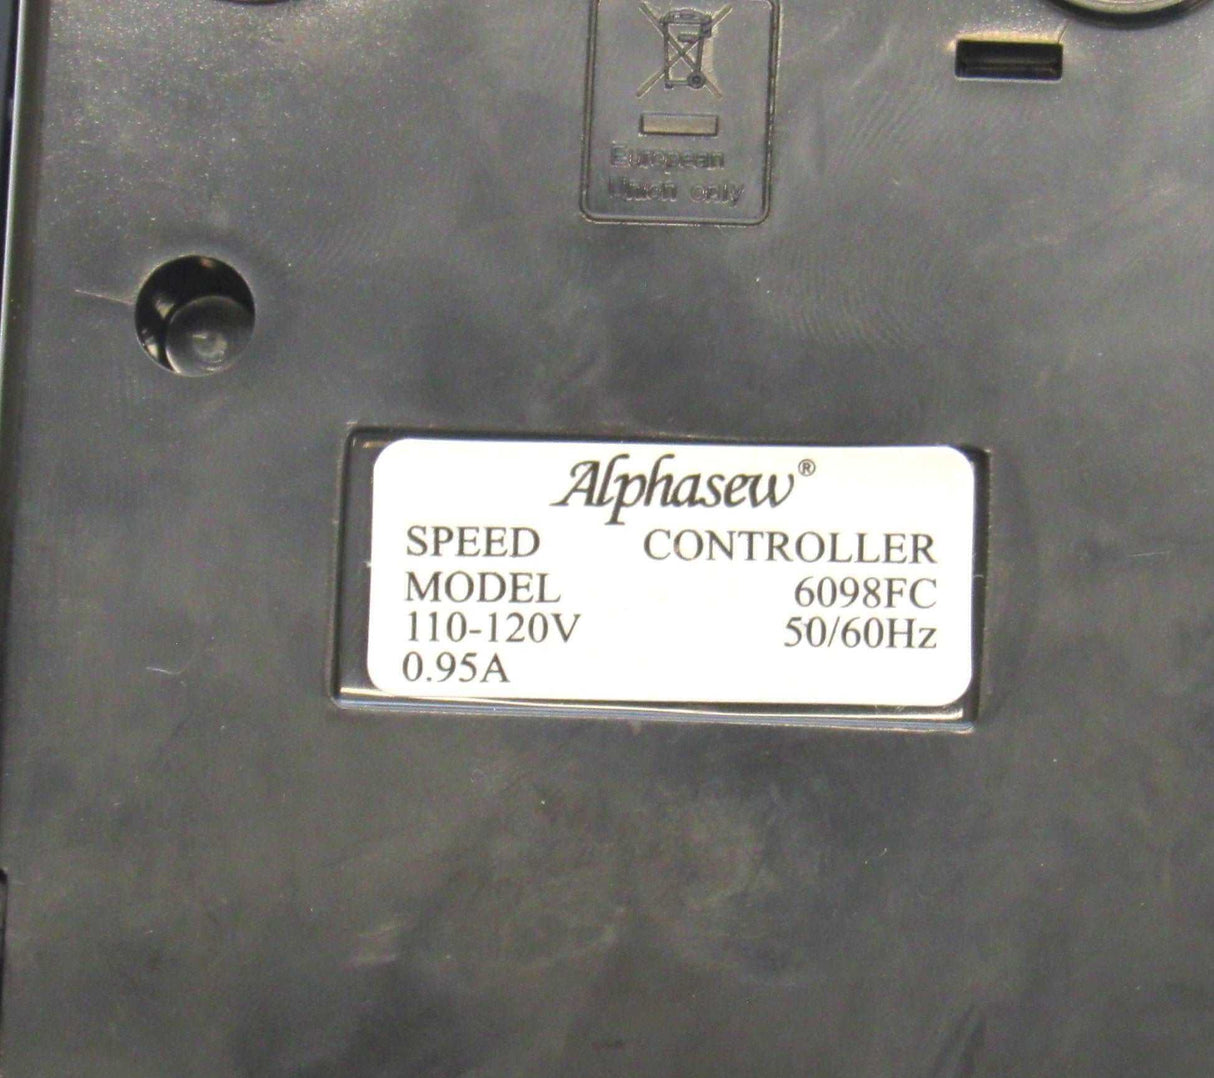 European
Union only
Alphasew®
SPEED CONTROLLER
MODEL 6098FC
110-120V 50/60Hz
0.95A